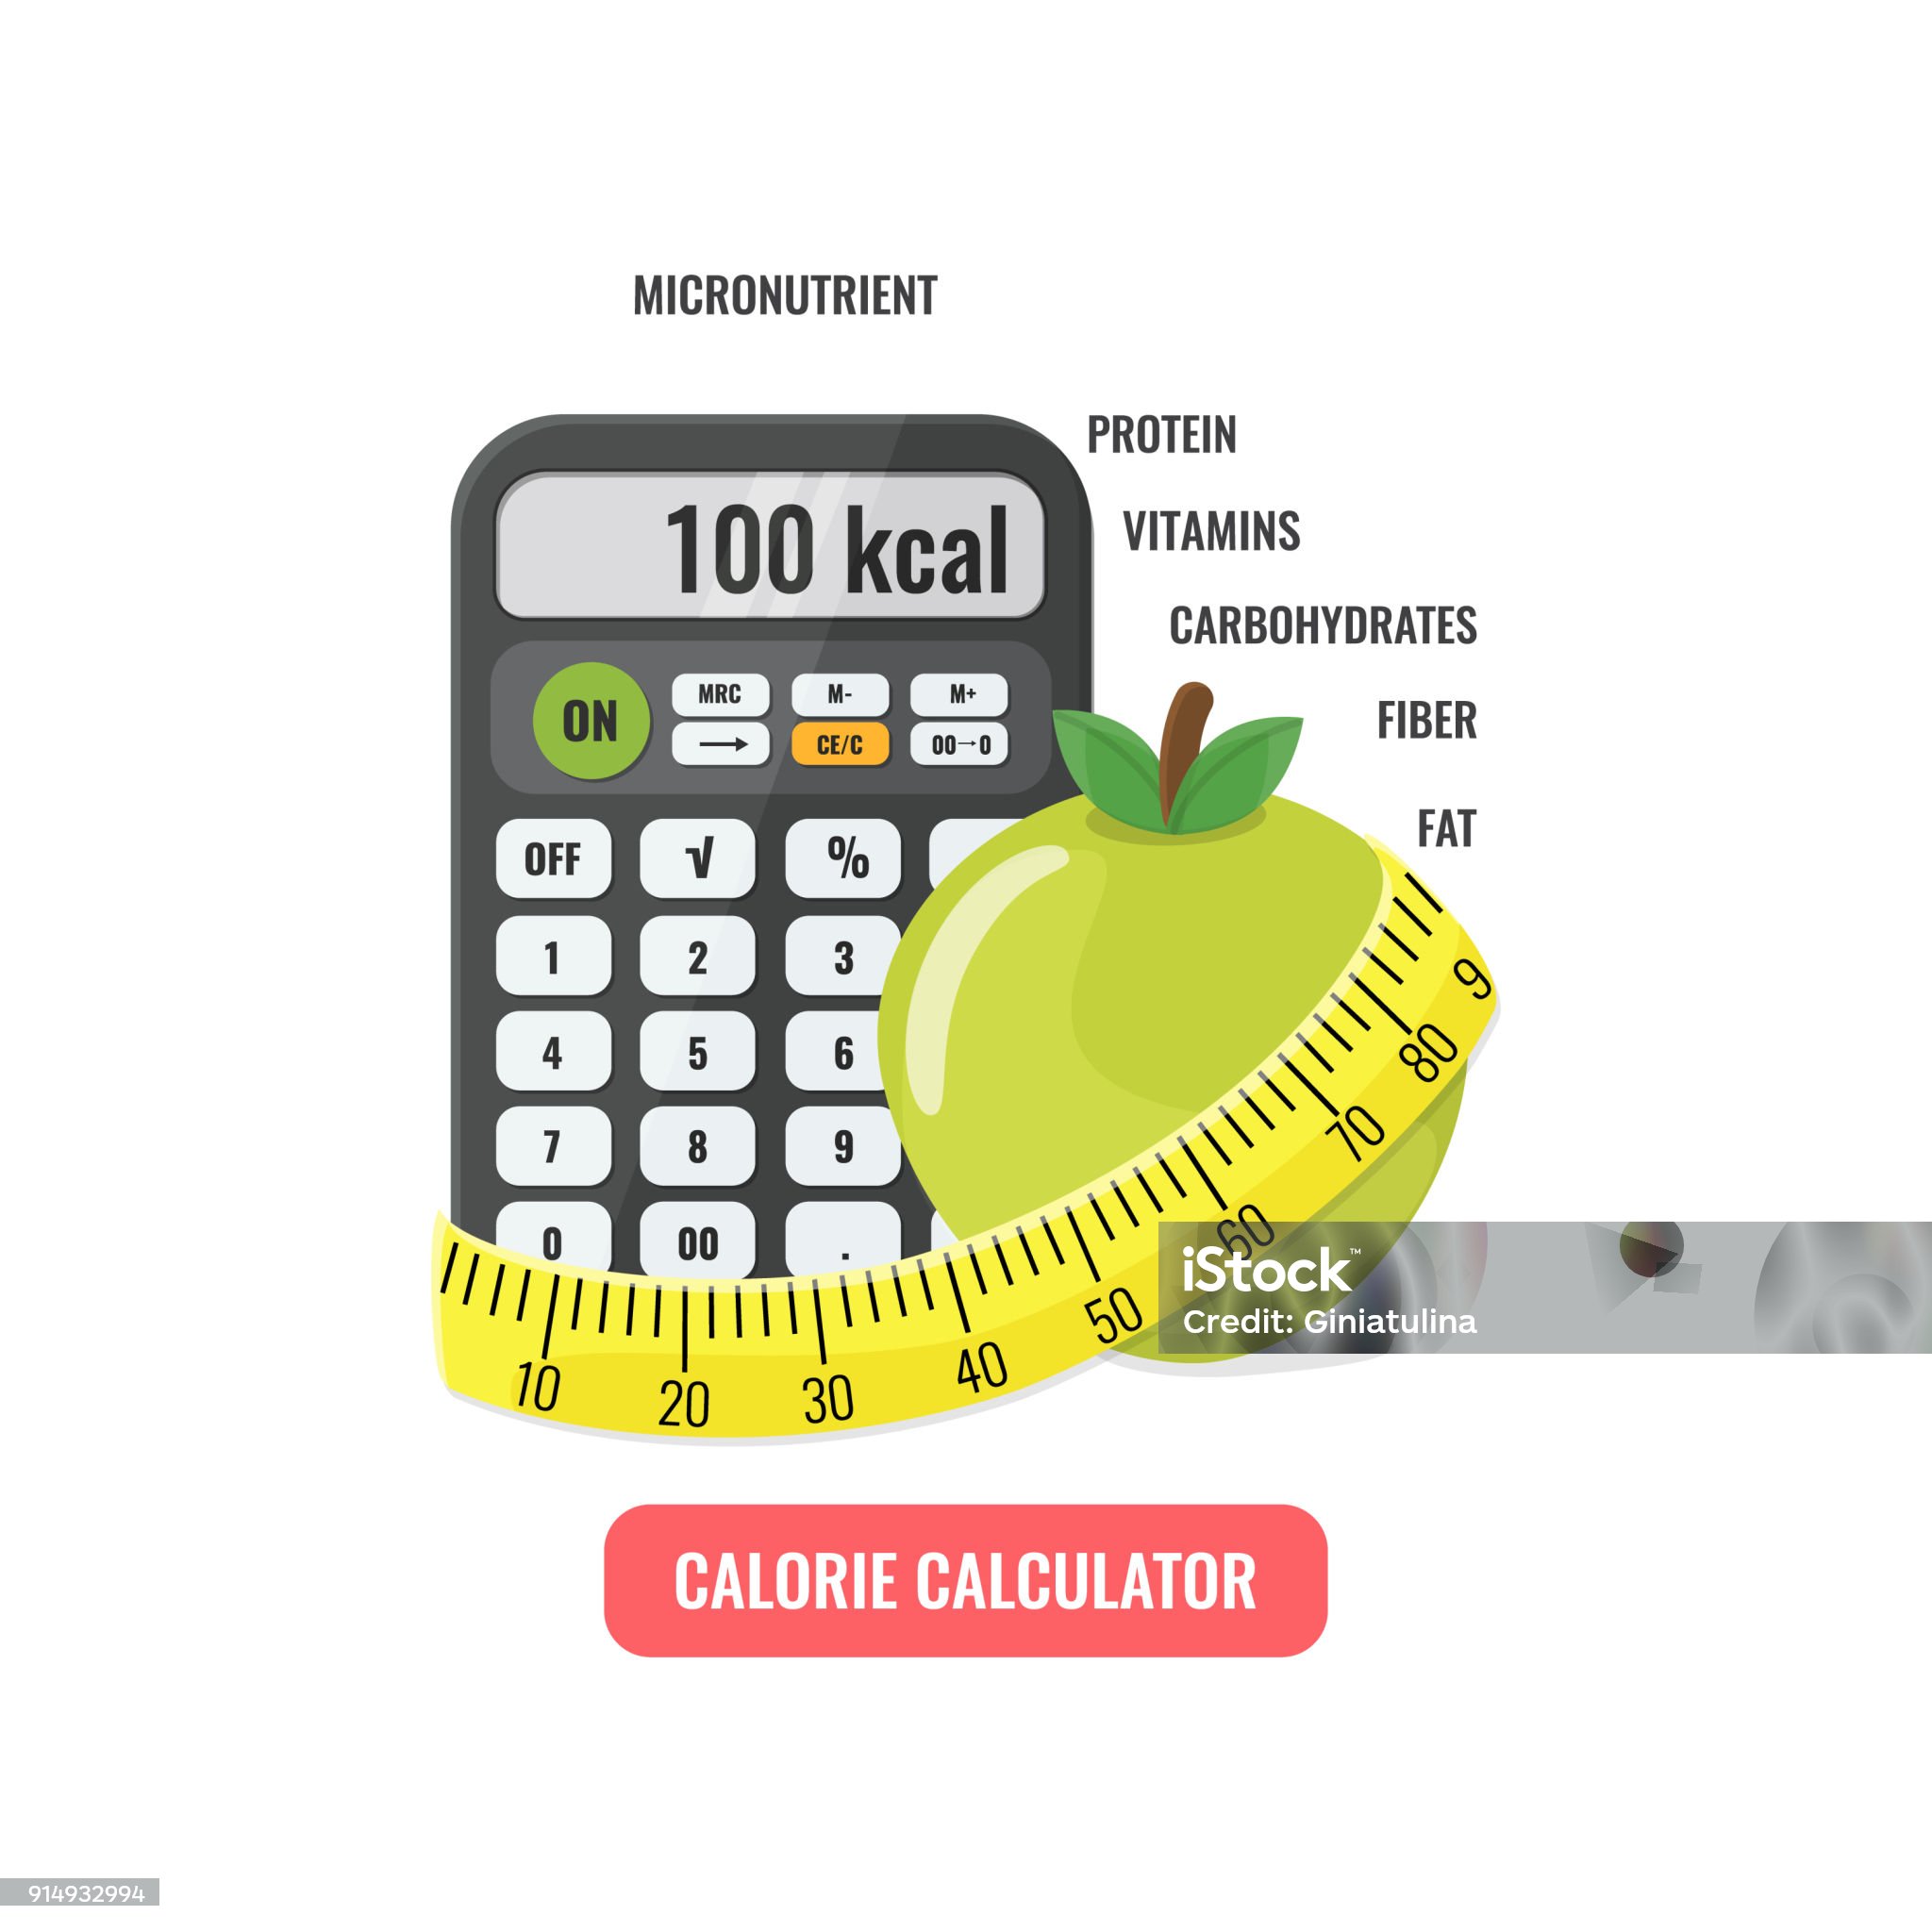 MICRONUTRIENT
PROTEIN
100 kcal
VITAMINS
CARBOHYDRATES
FIBER
ON MRC M- M+
→ CE/C 00→0
FAT
OFF √ %
1 2 3
4 5 6
7 8 9
0 00 .
10 20 30 40 50 60 70 80 9
iStock™
Credit: Giniatulina
CALORIE CALCULATOR
914932994